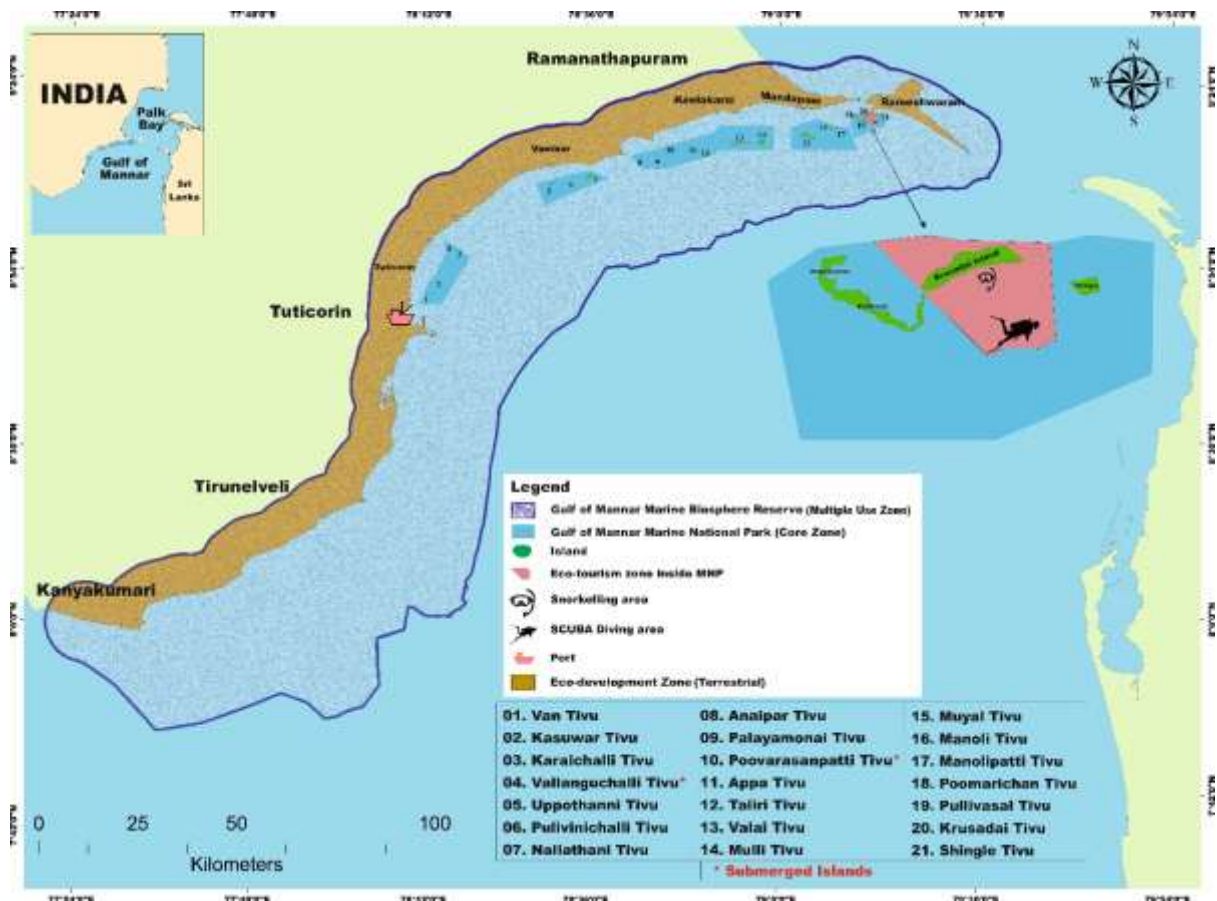 INDIA
Palk
Bay
Gulf of
Mannar
Sri
Lanka
Ramanathapuram
Mandapam
Rameshwaram
Tuticorin
Tuticorin
Tirunelveli
Kanyakumari
N
W
E
S
Krusadai Island
Legend
Gulf of Mannar Marine Biosphere Reserve (Multiple Use Zone)
Gulf of Mannar Marine National Park (Core Zone)
Island
Eco-tourism zone inside MNP
Snorkelling area
SCUBA Diving area
Port
Eco-development Zone (Terrestrial)
01. Van Tivu
02. Kasuwar Tivu
03. Karaichalli Tivu
04. Vallanguchalli Tivu*
05. Uppothanni Tivu
06. Pulivinichalli Tivu
07. Nallathani Tivu
08. Anaipar Tivu
09. Palayamonai Tivu
10. Poovarasanpatti Tivu*
11. Appa Tivu
12. Taliri Tivu
13. Valai Tivu
14. Mulli Tivu
15. Muyal Tivu
16. Manoli Tivu
17. Manolipatti Tivu
18. Poomarichan Tivu
19. Pullivasal Tivu
20. Krusadai Tivu
21. Shingle Tivu
* Submerged Islands
0 25 50 100
Kilometers